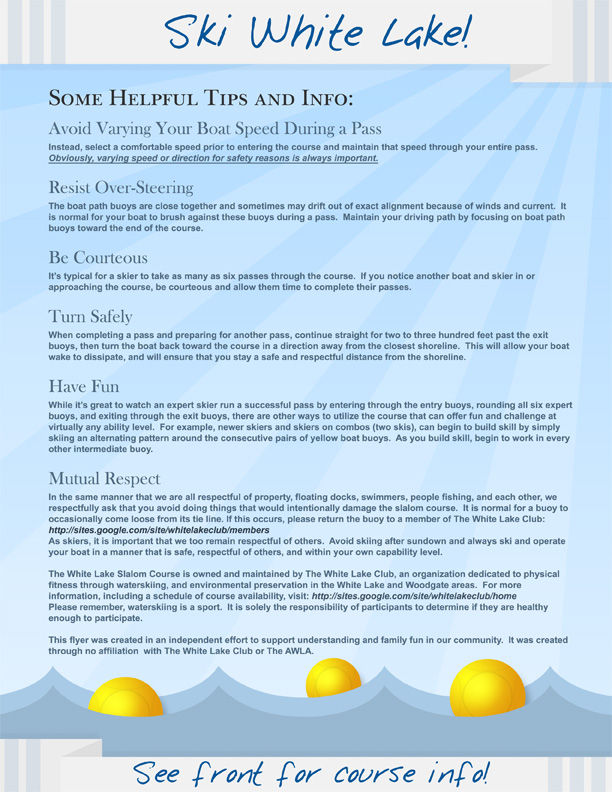 Ski White Lake!
Some Helpful Tips and Info:
Avoid Varying Your Boat Speed During a Pass
Instead, select a comfortable speed prior to entering the course and maintain that speed through your entire pass.
Obviously, varying speed or direction for safety reasons is always important.
Resist Over-Steering
The boat path buoys are close together and sometimes may drift out of exact alignment because of winds and current.  It
is normal for your boat to brush against these buoys during a pass.  Maintain your driving path by focusing on boat path
buoys toward the end of the course.
Be Courteous
It's typical for a skier to take as many as six passes through the course.  If you notice another boat and skier in or
approaching the course, be courteous and allow them time to complete their passes.
Turn Safely
When completing a pass and preparing for another pass, continue straight for two to three hundred feet past the exit
buoys, then turn the boat back toward the course in a direction away from the closest shoreline.  This will allow your boat
wake to dissipate, and will ensure that you stay a safe and respectful distance from the shoreline.
Have Fun
While it's great to watch an expert skier run a successful pass by entering through the entry buoys, rounding all six expert
buoys, and exiting through the exit buoys, there are other ways to utilize the course that can offer fun and challenge at
virtually any ability level.  For example, newer skiers and skiers on combos (two skis), can begin to build skill by simply
skiing an alternating pattern around the consecutive pairs of yellow boat buoys.  As you build skill, begin to work in every
other intermediate buoy.
Mutual Respect
In the same manner that we are all respectful of property, floating docks, swimmers, people fishing, and each other, we
respectfully ask that you avoid doing things that would intentionally damage the slalom course.  It is normal for a buoy to
occasionally come loose from its tie line. If this occurs, please return the buoy to a member of The White Lake Club:
http://sites.google.com/site/whitelakeclub/members
As skiers, it is important that we too remain respectful of others.  Avoid skiing after sundown and always ski and operate
your boat in a manner that is safe, respectful of others, and within your own capability level.
The White Lake Slalom Course is owned and maintained by The White Lake Club, an organization dedicated to physical
fitness through waterskiing, and environmental preservation in the White Lake and Woodgate areas.  For more
information, including a schedule of course availability, visit: http://sites.google.com/site/whitelakeclub/home
Please remember, waterskiing is a sport.  It is solely the responsibility of participants to determine if they are healthy
enough to participate.
This flyer was created in an independent effort to support understanding and family fun in our community.  It was created
through no affiliation  with The White Lake Club or The AWLA.
See front for course info!